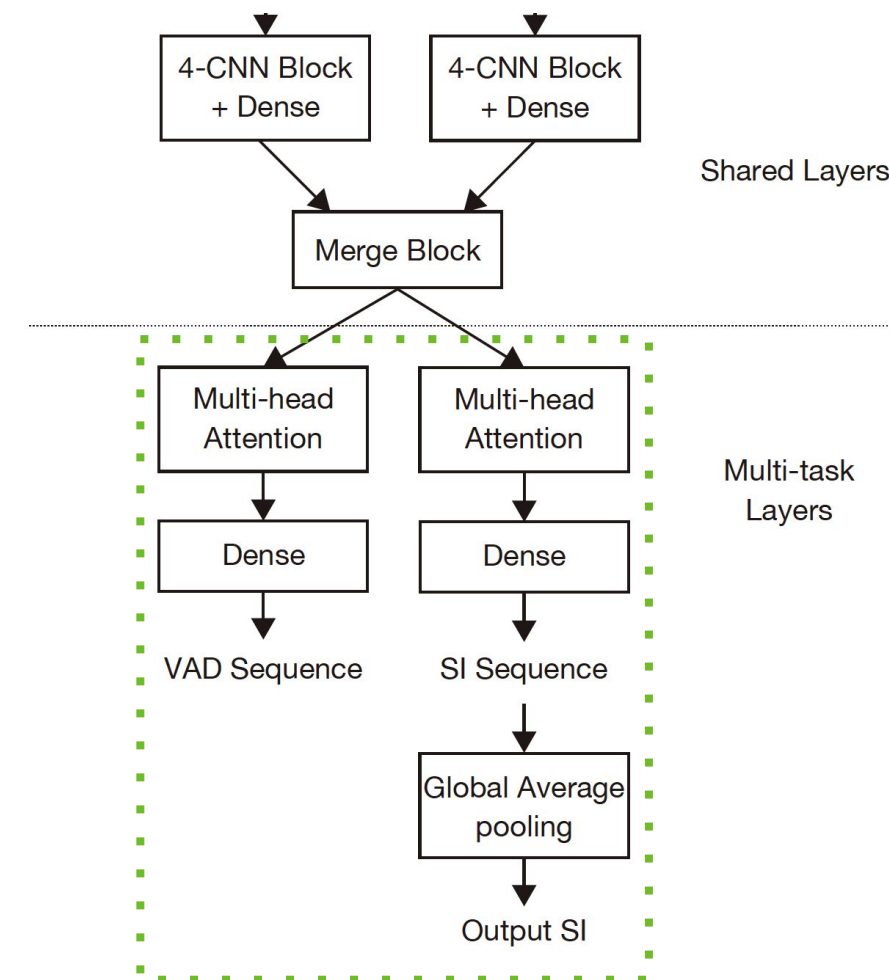 4-CNN Block
+ Dense
4-CNN Block
+ Dense
Shared Layers
Merge Block
Multi-head
Attention
Multi-head
Attention
Multi-task
Layers
Dense
Dense
VAD Sequence
SI Sequence
Global Average
pooling
Output SI